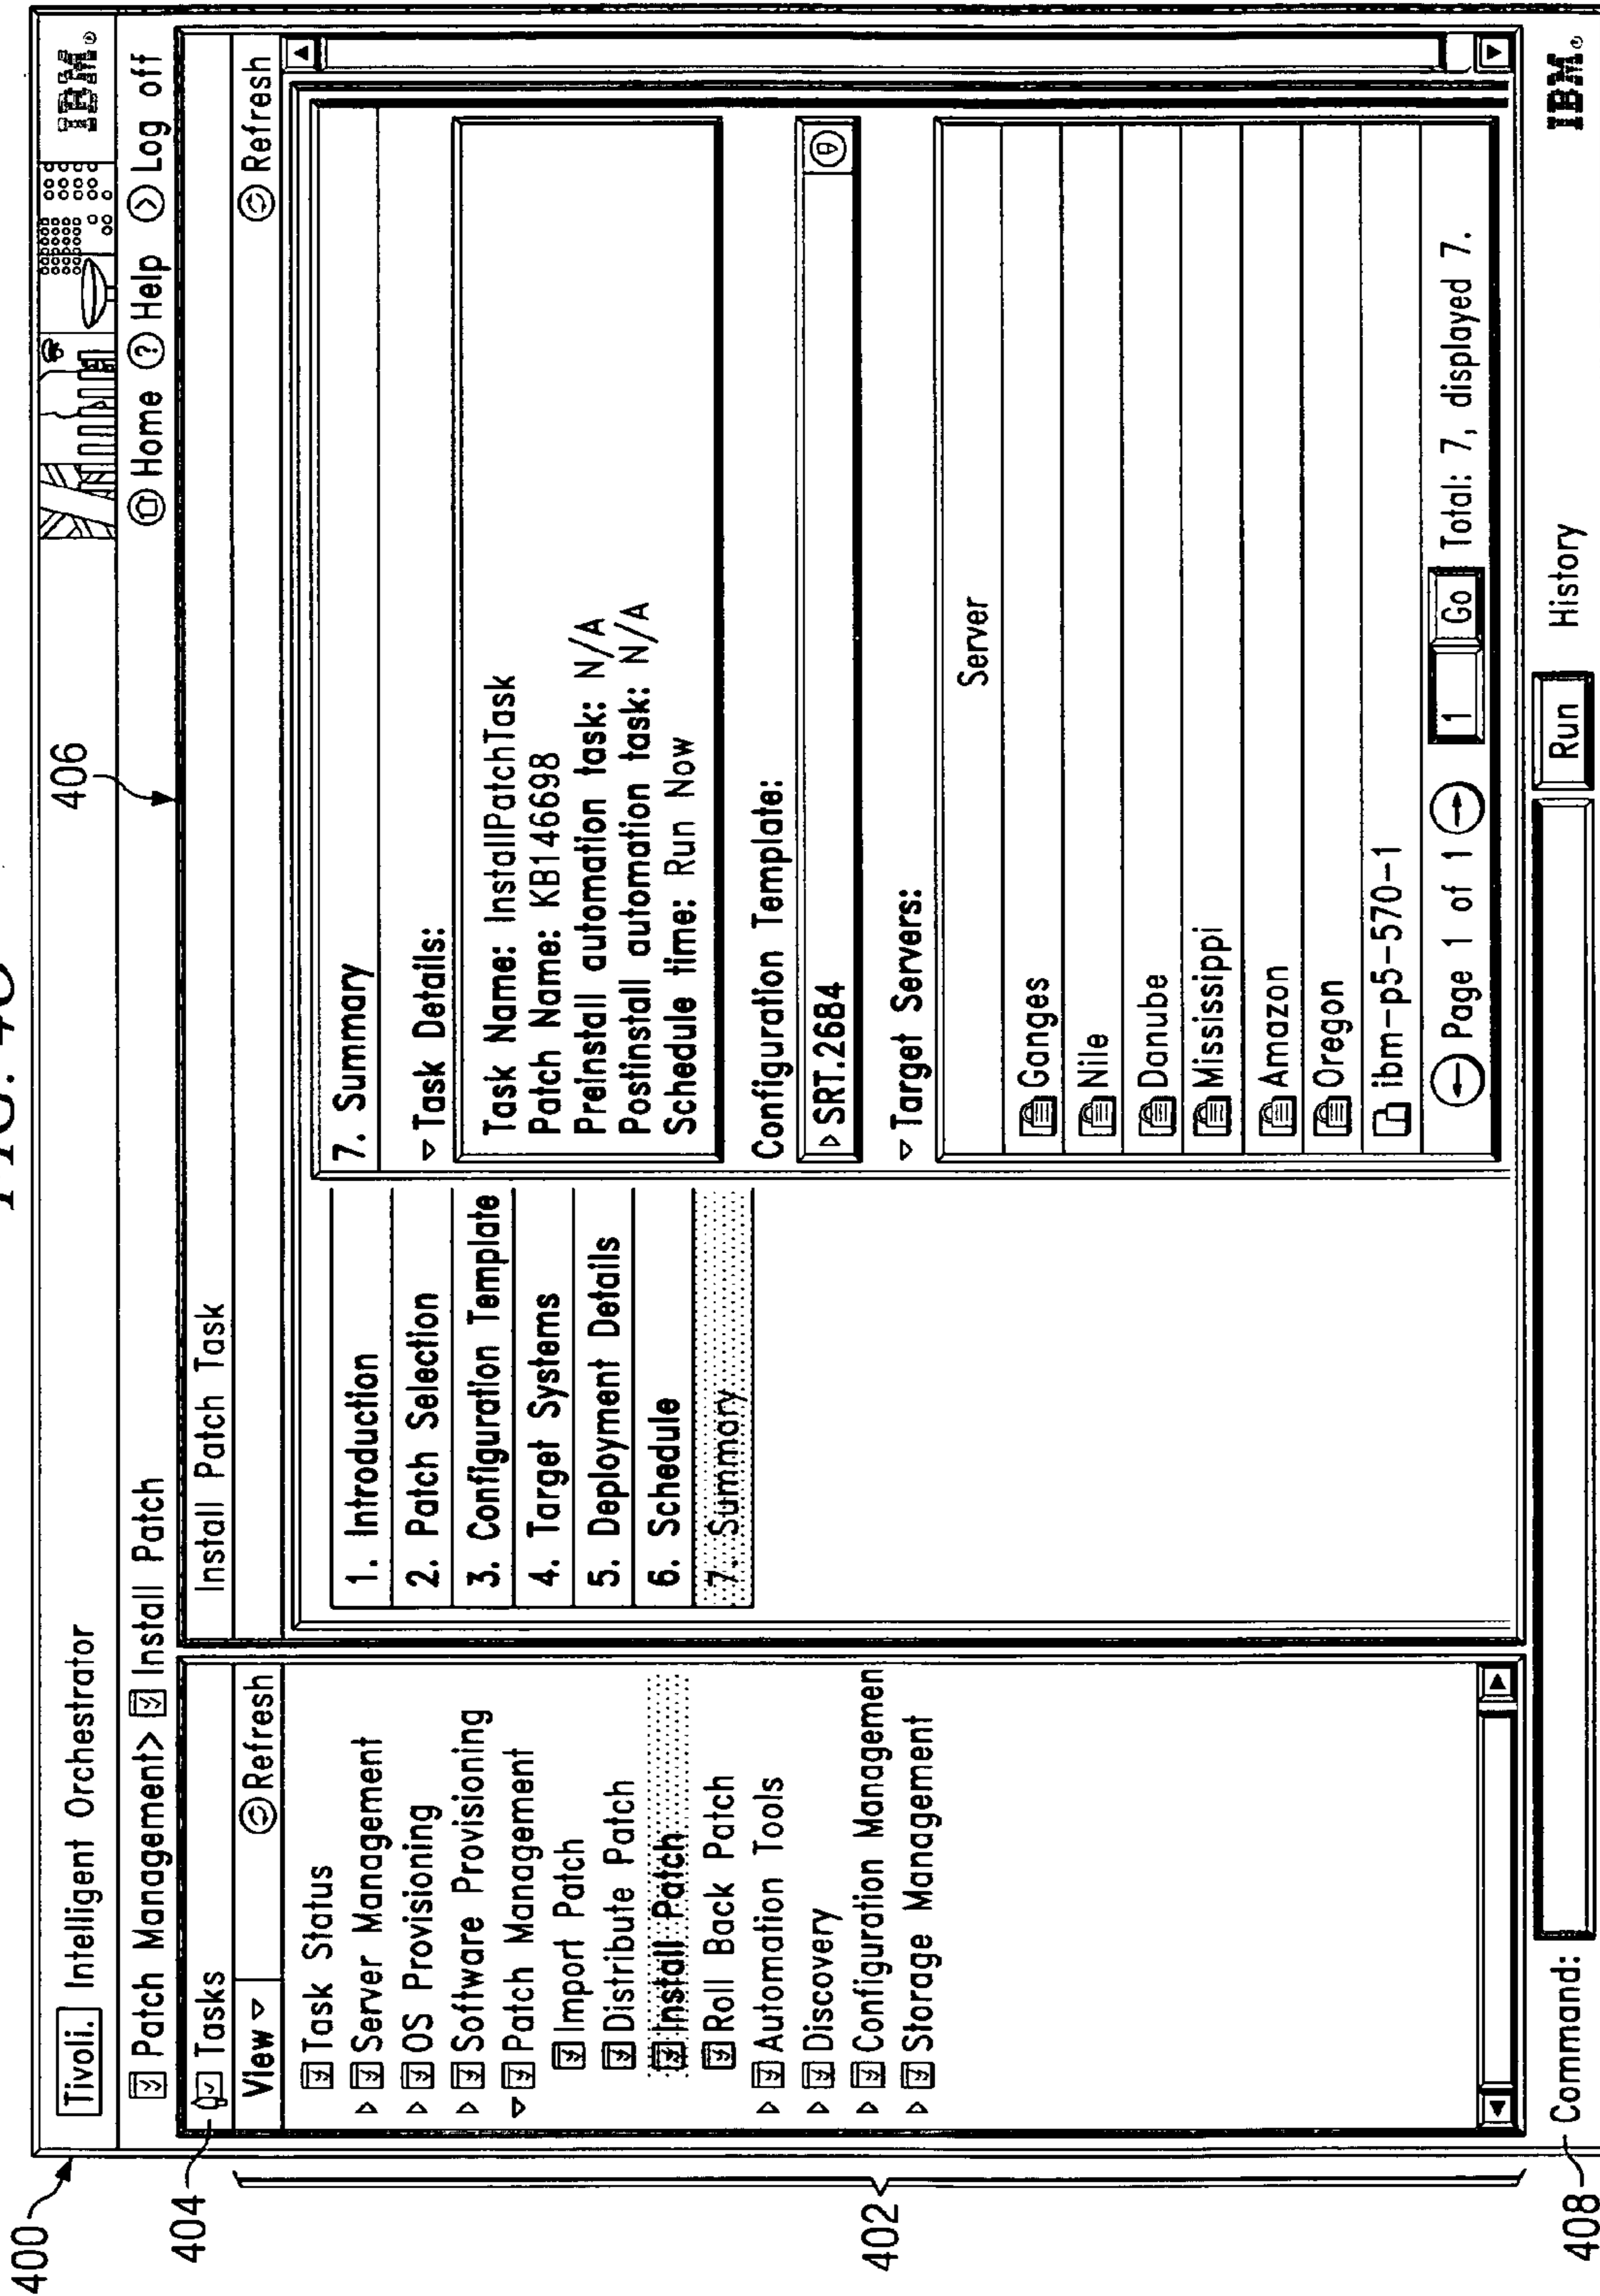 400
406
Tivoli. Intelligent Orchestrator
IBM
Patch Management> Install Patch
Home ? Help Log off
404
Tasks
View Refresh
Task Status
Server Management
OS Provisioning
Software Provisioning
Patch Management
Import Patch
Distribute Patch
Install Patch
Roll Back Patch
Automation Tools
Discovery
Configuration Managemen
Storage Management
402
Install Patch Task
Refresh
1. Introduction
2. Patch Selection
3. Configuration Template
4. Target Systems
5. Deployment Details
6. Schedule
7. Summary
7. Summary
Task Details:
Task Name: InstallPatchTask
Patch Name: KB146698
Preinstall automation task: N/A
Postinstall automation task: N/A
Schedule time: Run Now
Configuration Template:
SRT.2684
Target Servers:
Server
Ganges
Nile
Danube
Mississippi
Amazon
Oregon
ibm-p5-570-1
Page 1 of 1 1 Go Total: 7, displayed 7.
408
Command: Run History
IBM